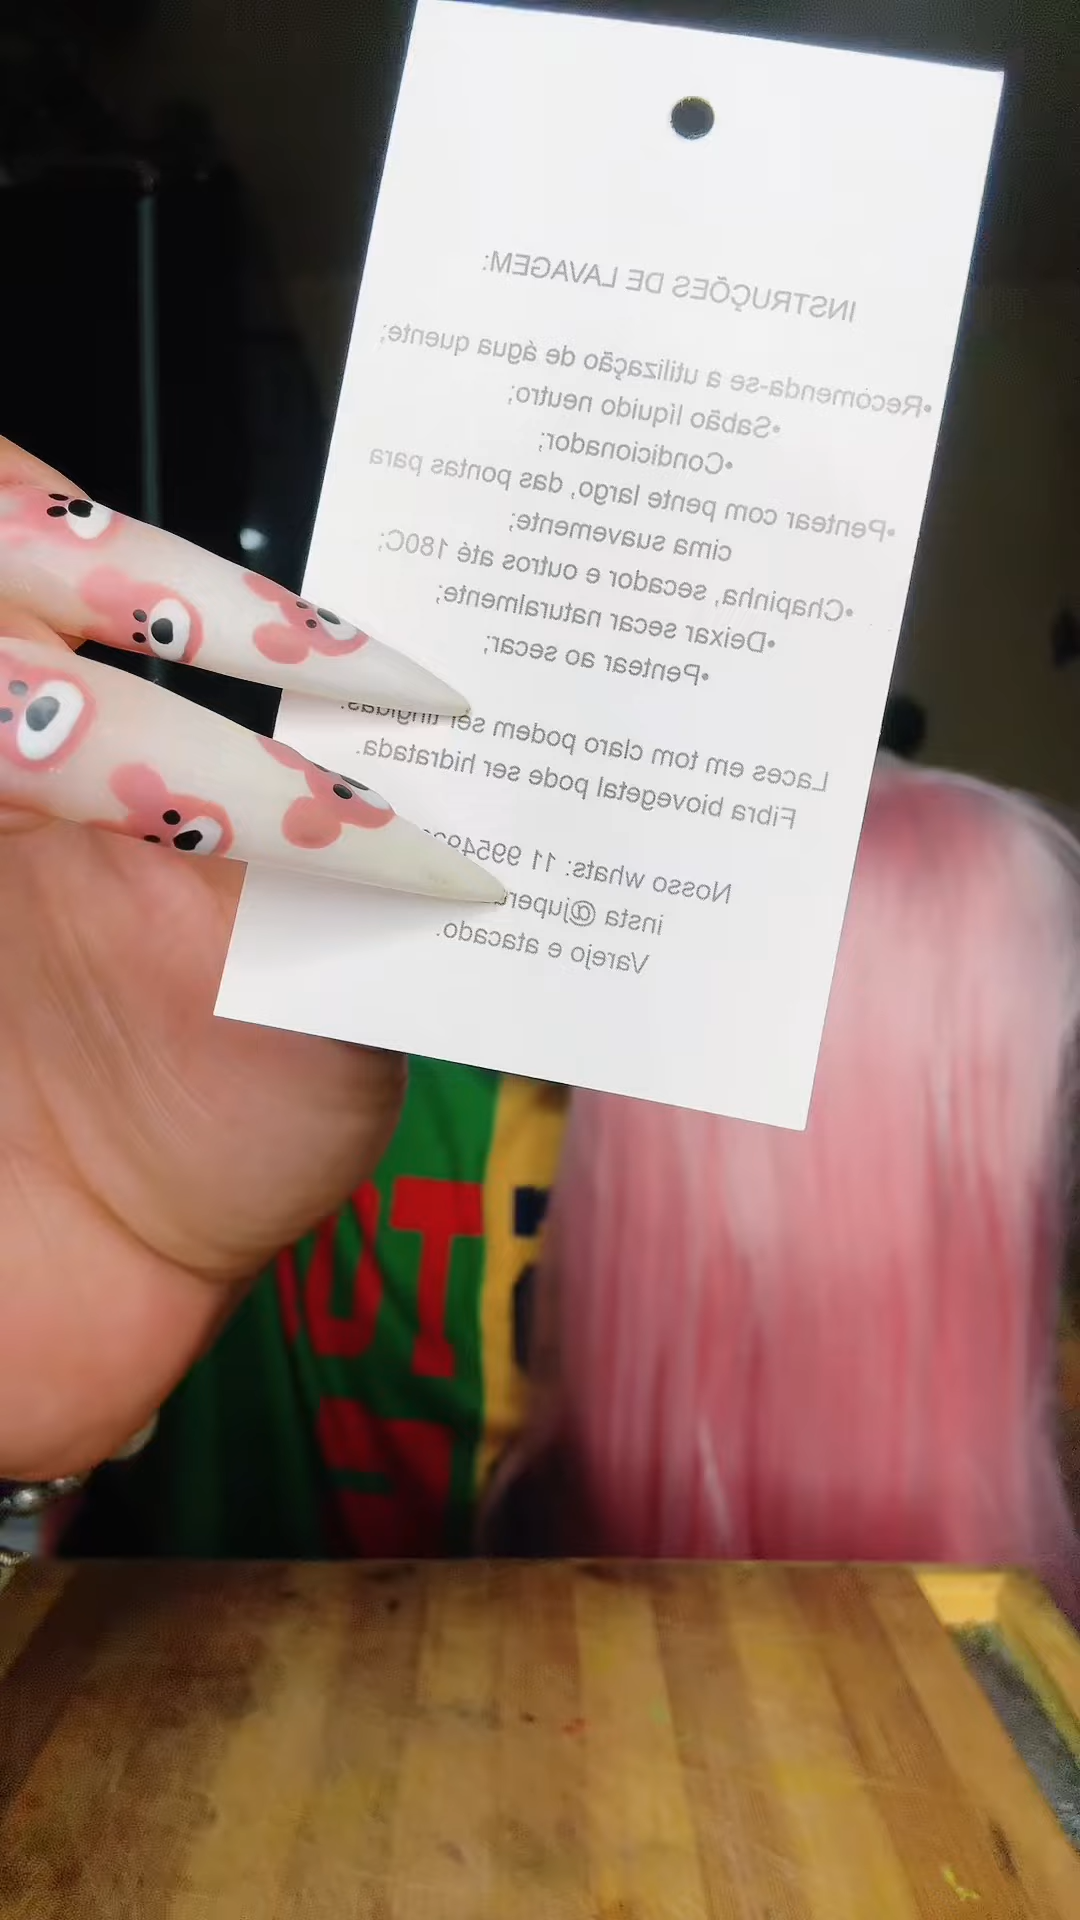 INSTRUÇÕES DE LAVAGEM:
•Recomenda-se a utilização de água quente;
•Sabão líquido neutro;
•Condicionador;
•Pentear com pente largo, das pontas para
cima suavemente;
•Chapinha, secador e outros até 180C;
•Deixar secar naturalmente;
•Pentear ao secar;
Laces em tom claro podem ser tingidas.
Fibra biovegetal pode ser hidratada.
Nosso whats: 11 99549
insta @juper
Varejo e atacado.